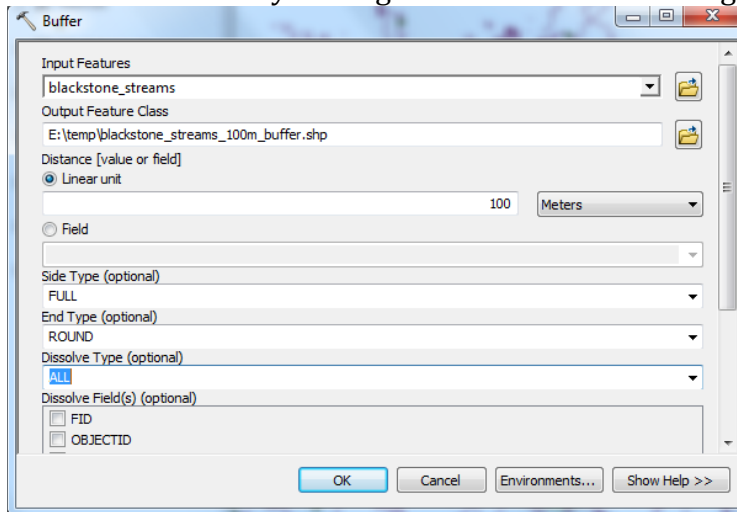 Buffer
Input Features
blackstone_streams
Output Feature Class
E:\temp\blackstone_streams_100m_buffer.shp
Distance [value or field]
Linear unit
100 Meters
Field
Side Type (optional)
FULL
End Type (optional)
ROUND
Dissolve Type (optional)
ALL
Dissolve Field(s) (optional)
FID
OBJECTID
OK Cancel Environments... Show Help >>